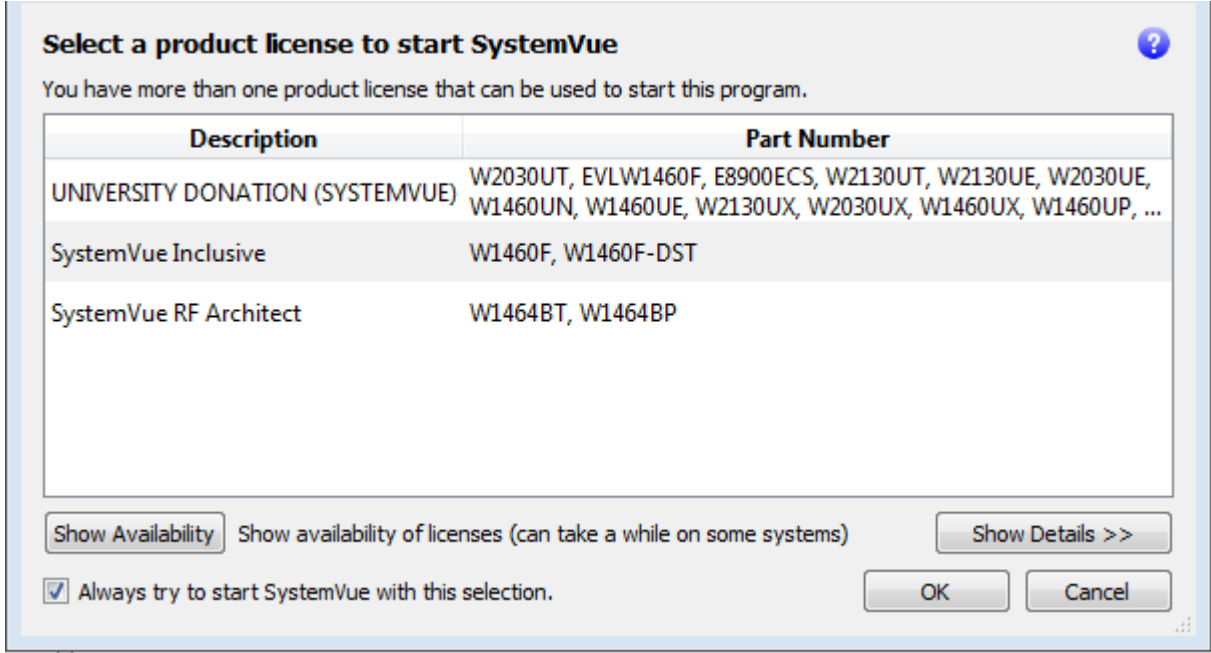 Select a product license to start SystemVue
?
You have more than one product license that can be used to start this program.
Description Part Number
UNIVERSITY DONATION (SYSTEMVUE) W2030UT, EVLW1460F, E8900ECS, W2130UT, W2130UE, W2030UE,
W1460UN, W1460UE, W2130UX, W2030UX, W1460UX, W1460UP, ...
SystemVue Inclusive W1460F, W1460F-DST
SystemVue RF Architect W1464BT, W1464BP
Show Availability Show availability of licenses (can take a while on some systems) Show Details >>
Always try to start SystemVue with this selection. OK Cancel